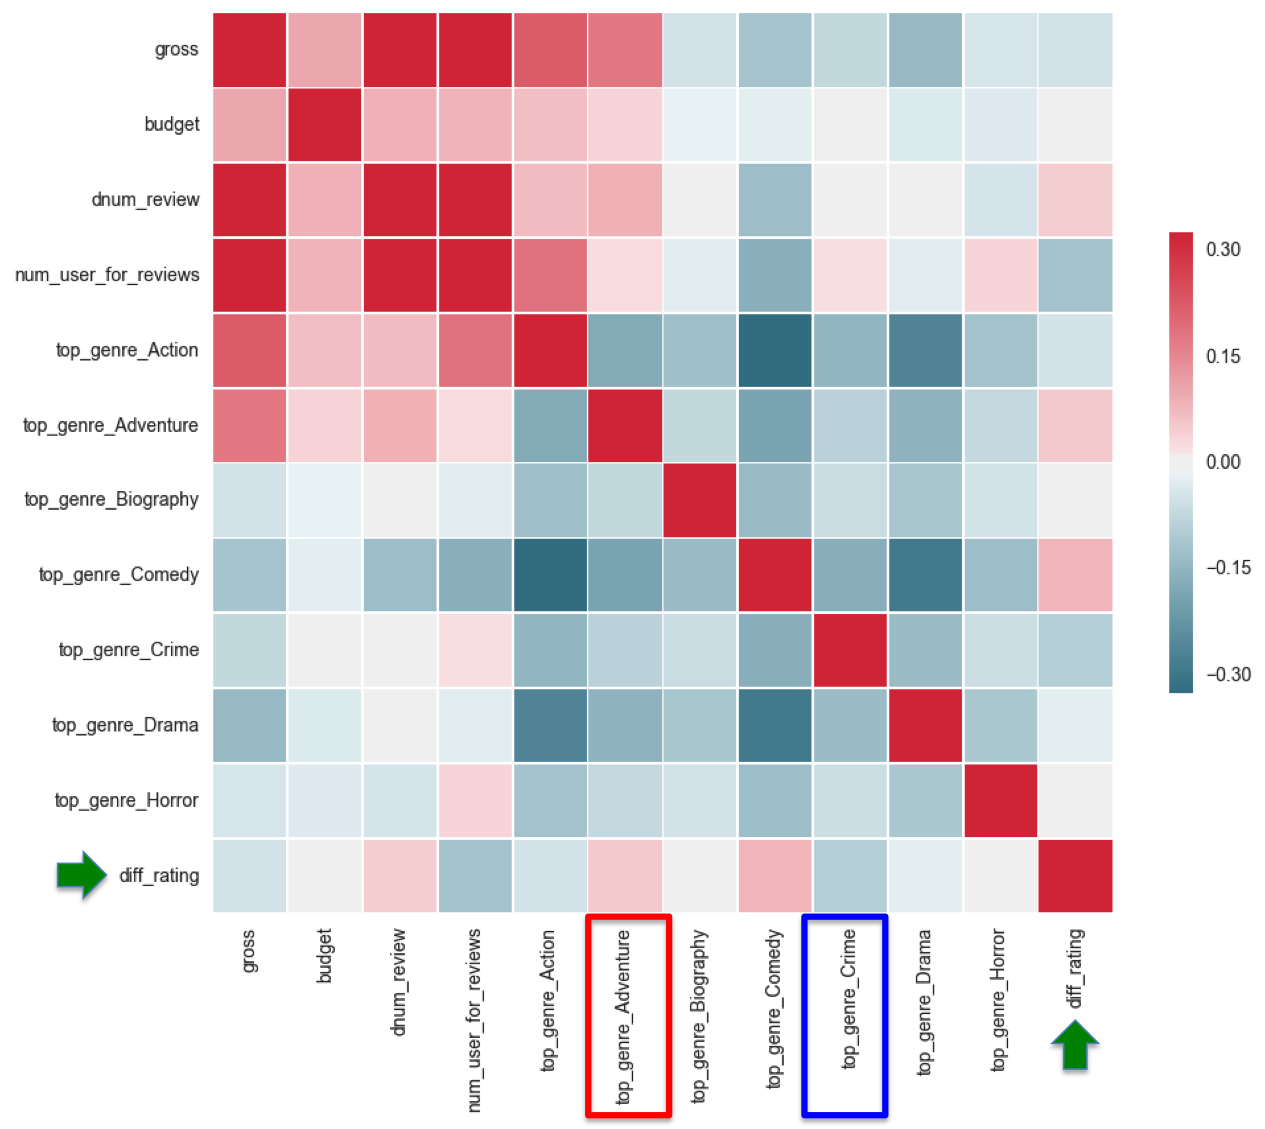 gross
budget
dnum_review
num_user_for_reviews
top_genre_Action
top_genre_Adventure
top_genre_Biography
top_genre_Comedy
top_genre_Crime
top_genre_Drama
top_genre_Horror
diff_rating
0.30
0.15
0.00
−0.15
−0.30
gross
budget
dnum_review
num_user_for_reviews
top_genre_Action
top_genre_Adventure
top_genre_Biography
top_genre_Comedy
top_genre_Crime
top_genre_Drama
top_genre_Horror
diff_rating